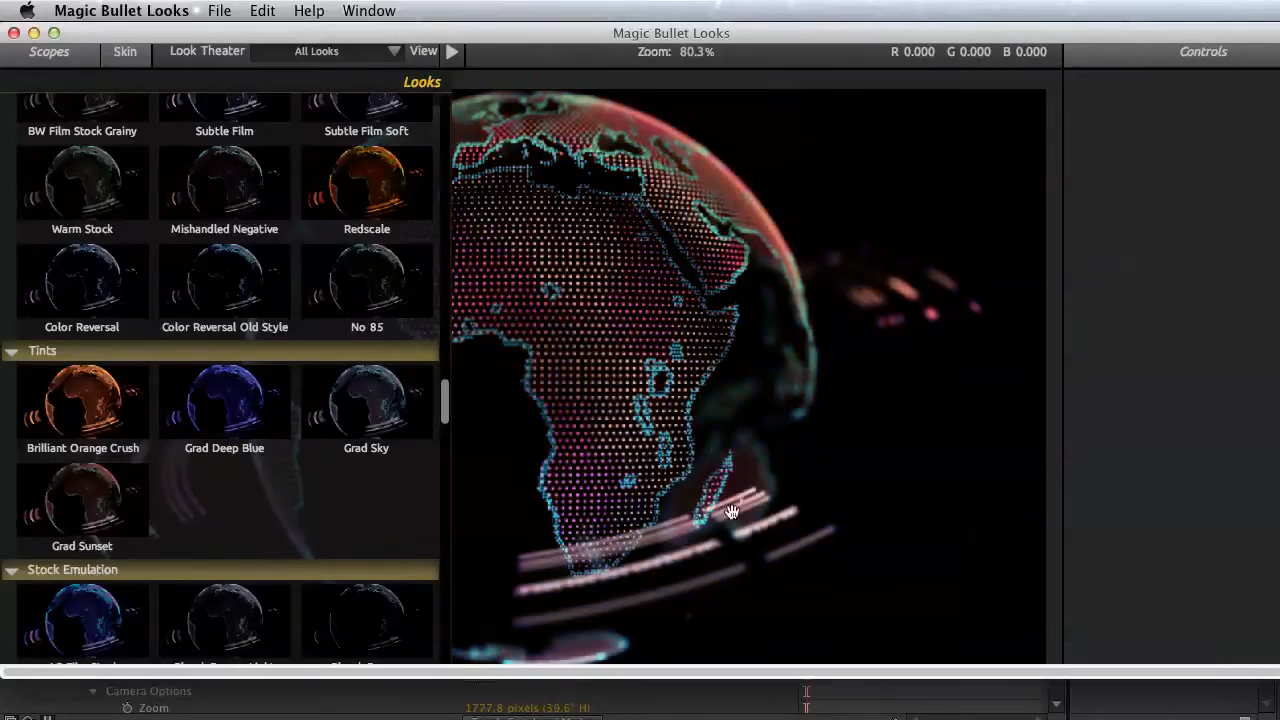 Magic Bullet Looks File Edit Help Window
Magic Bullet Looks
Scopes Skin Look Theater All Looks View Zoom: 80.3% R 0.000 G 0.000 B 0.000 Controls
Looks
BW Film Stock Grainy Subtle Film Subtle Film Soft
Warm Stock Mishandled Negative Redscale
Color Reversal Color Reversal Old Style No 85
Tints
Brilliant Orange Crush Grad Deep Blue Grad Sky
Grad Sunset
Stock Emulation
Camera Options
Zoom 1777.8 pixels (39.6° H)